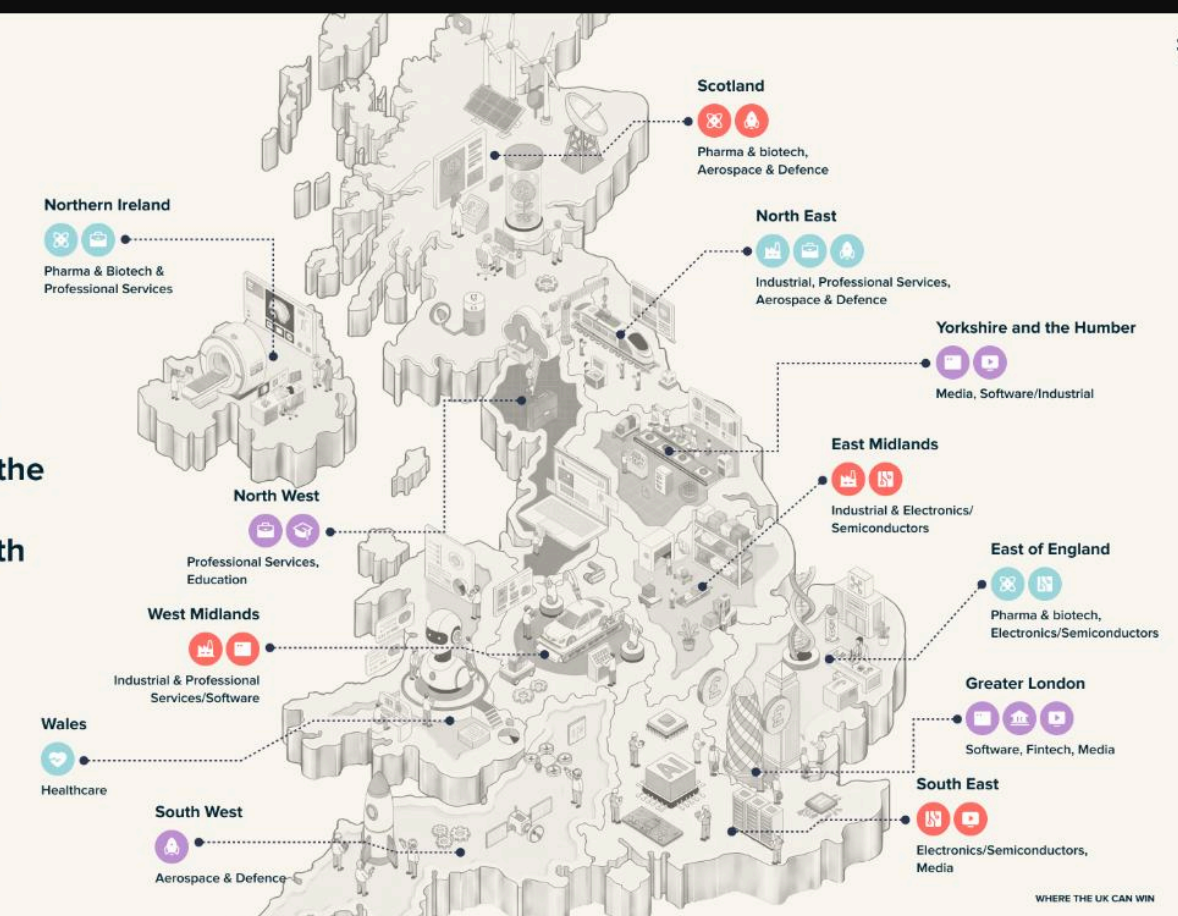 Scotland
Pharma & biotech,
Aerospace & Defence
Northern Ireland
Pharma & Biotech &
Professional Services
North East
Industrial, Professional Services,
Aerospace & Defence
Yorkshire and the Humber
Media, Software/Industrial
East Midlands
Industrial & Electronics/
Semiconductors
the
th
North West
Professional Services,
Education
East of England
Pharma & biotech,
Electronics/Semiconductors
West Midlands
Industrial & Professional
Services/Software
Greater London
Software, Fintech, Media
Wales
Healthcare
AI
£
£
South East
Electronics/Semiconductors,
Media
South West
Aerospace & Defence
WHERE THE UK CAN WIN